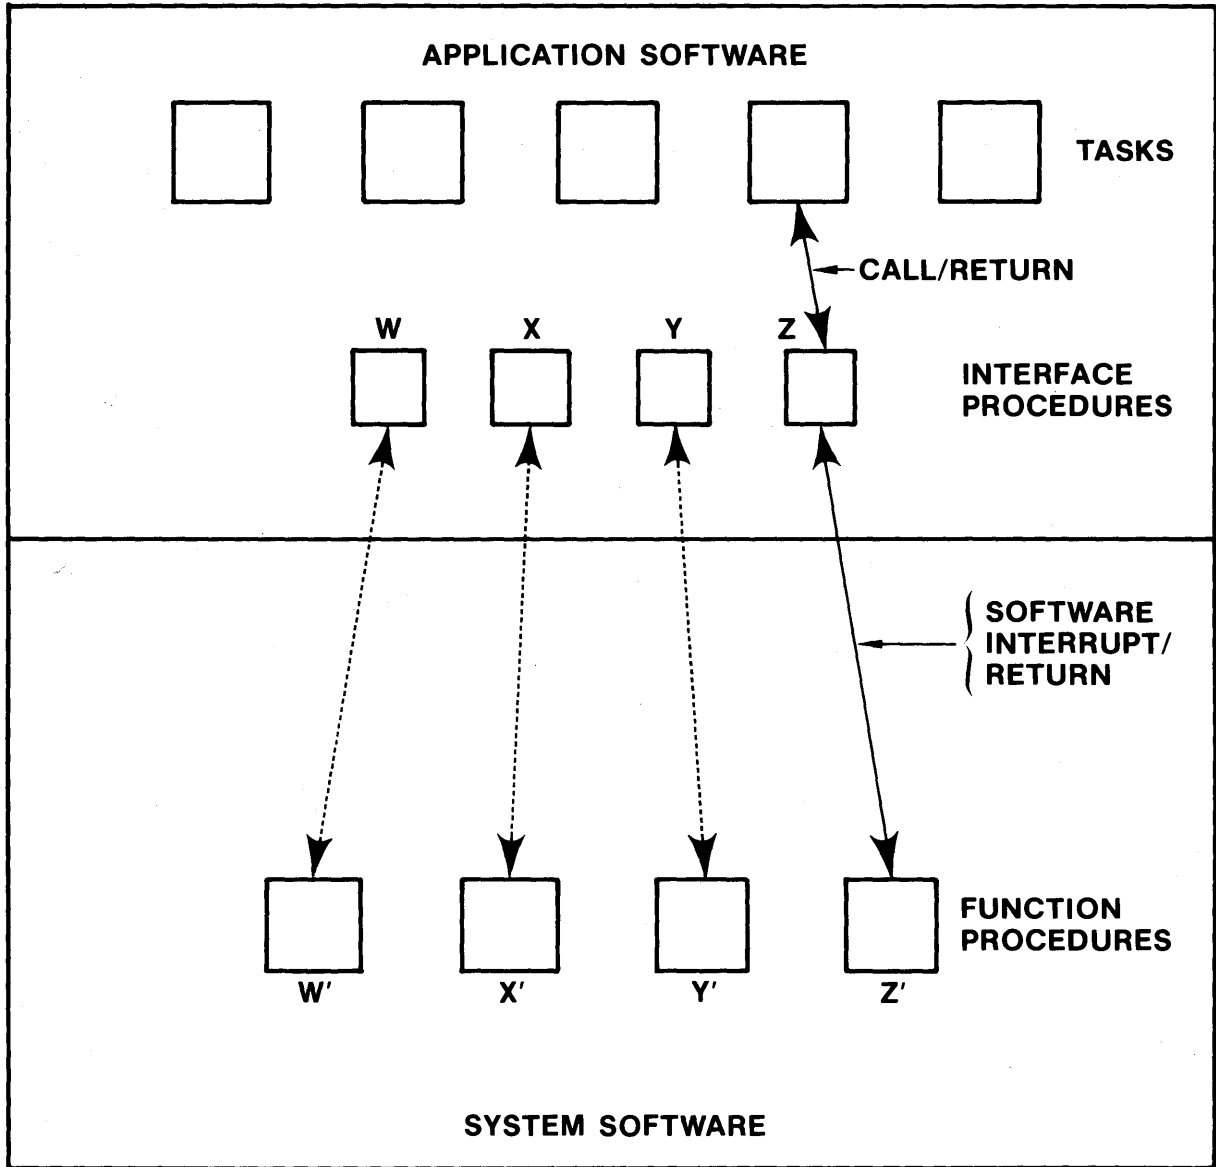 APPLICATION SOFTWARE
TASKS
CALL/RETURN
W
X
Y
Z
INTERFACE
PROCEDURES
SOFTWARE
INTERRUPT/
RETURN
FUNCTION
PROCEDURES
W'
X'
Y'
Z'
SYSTEM SOFTWARE